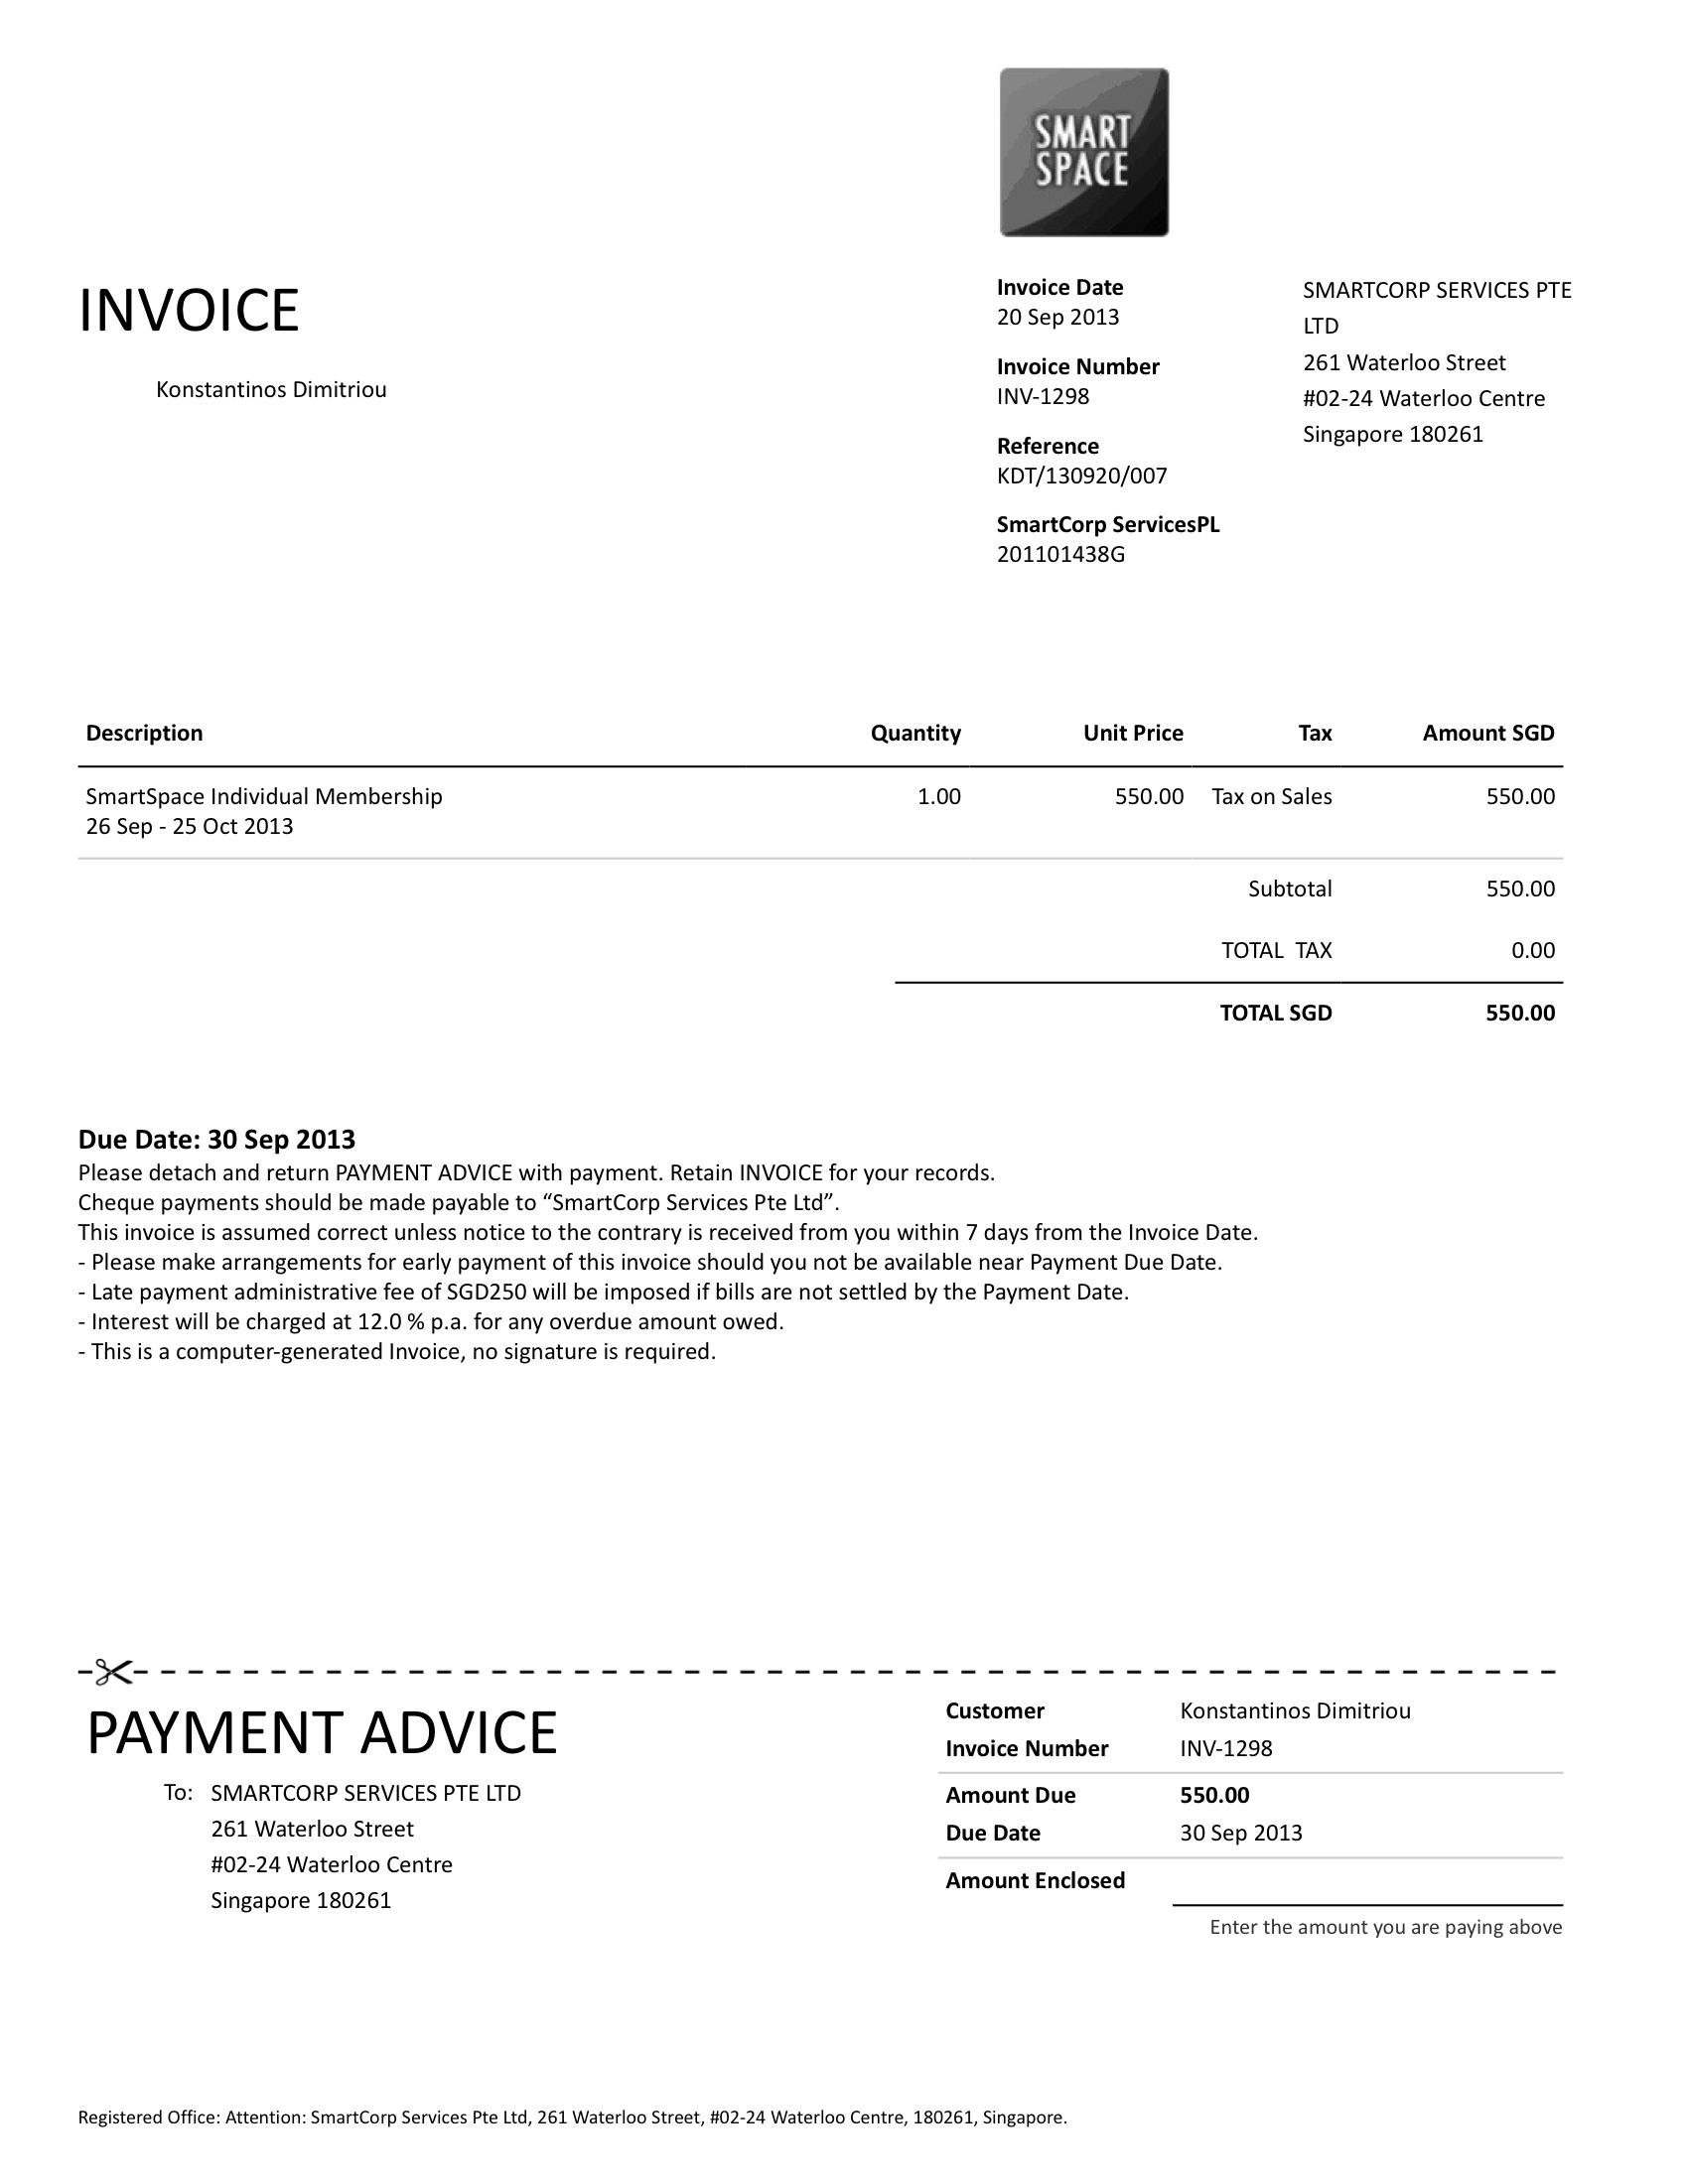 SMART
SPACE
INVOICE
Konstantinos Dimitriou
Invoice Date
20 Sep 2013
Invoice Number
INV-1298
Reference
KDT/130920/007
SmartCorp ServicesPL
201101438G
SMARTCORP SERVICES PTE
LTD
261 Waterloo Street
#02-24 Waterloo Centre
Singapore 180261
Description Quantity Unit Price Tax Amount SGD
SmartSpace Individual Membership 1.00 550.00 Tax on Sales 550.00
26 Sep - 25 Oct 2013
Subtotal 550.00
TOTAL TAX 0.00
TOTAL SGD 550.00
Due Date: 30 Sep 2013
Please detach and return PAYMENT ADVICE with payment. Retain INVOICE for your records.
Cheque payments should be made payable to “SmartCorp Services Pte Ltd”.
This invoice is assumed correct unless notice to the contrary is received from you within 7 days from the Invoice Date.
- Please make arrangements for early payment of this invoice should you not be available near Payment Due Date.
- Late payment administrative fee of SGD250 will be imposed if bills are not settled by the Payment Date.
- Interest will be charged at 12.0 % p.a. for any overdue amount owed.
- This is a computer-generated Invoice, no signature is required.
PAYMENT ADVICE
To: SMARTCORP SERVICES PTE LTD
261 Waterloo Street
#02-24 Waterloo Centre
Singapore 180261
Customer Konstantinos Dimitriou
Invoice Number INV-1298
Amount Due 550.00
Due Date 30 Sep 2013
Amount Enclosed
Enter the amount you are paying above
Registered Office: Attention: SmartCorp Services Pte Ltd, 261 Waterloo Street, #02-24 Waterloo Centre, 180261, Singapore.